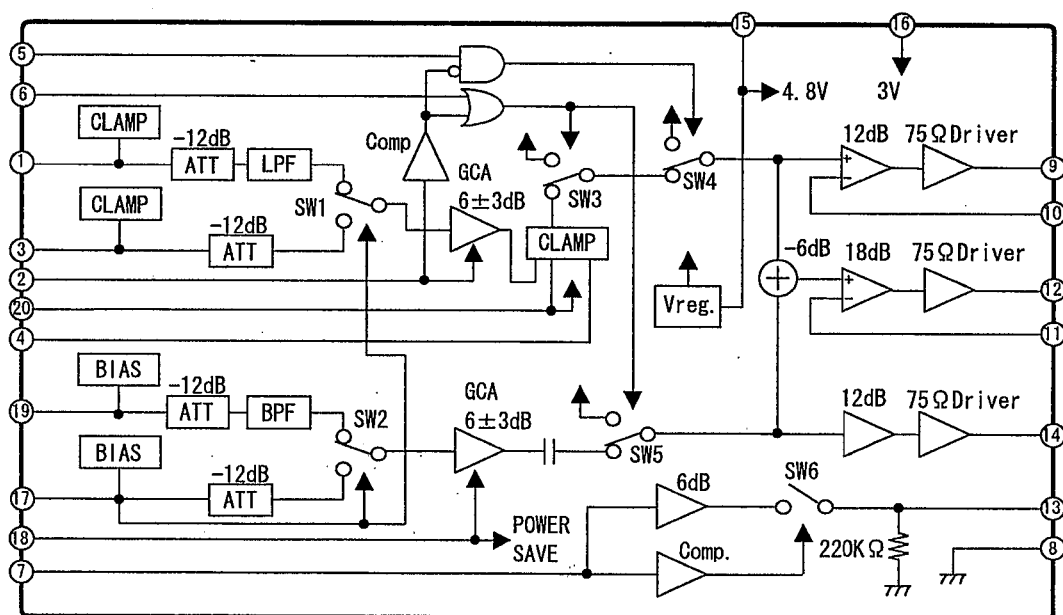 15 16
5
6
4.8V 3V
CLAMP
-12dB
Comp
12dB 75ΩDriver
1 ATT LPF
GCA
9
CLAMP
SW1
6±3dB
SW3 SW4
10
-12dB
-6dB 18dB 75ΩDriver
3 ATT
CLAMP
2
Vreg.
12
20
4
11
BIAS
-12dB
GCA
12dB 75ΩDriver
19 ATT BPF
SW2
6±3dB
BIAS
SW5
14
-12dB
6dB SW6
17 ATT
13
18 POWER
SAVE
Comp.
220KΩ
8
7